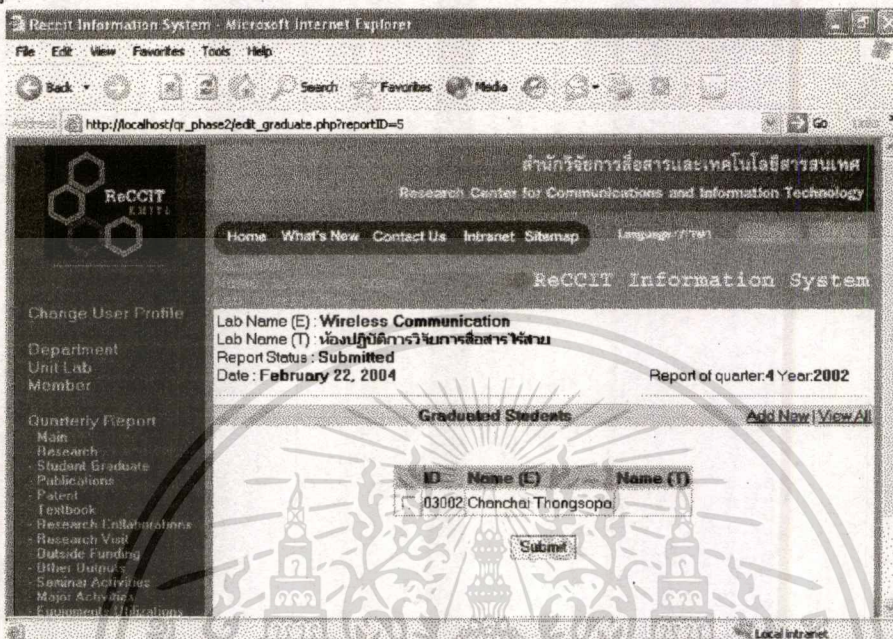 Reccit Information System - Microsoft Internet Explorer
File Edit View Favorites Tools Help
Back Search Favorites Media
Address http://localhost/qr_phase2/edit_graduate.php?reportID=5 Go Links
ReCCIT
KMITL
สำนักวิจัยการสื่อสารและเทคโนโลยีสารสนเทศ
Research Center for Communications and Information Technology
Home What's New Contact Us Intranet Sitemap
ReCCIT Information System
Change User Profile
Department
Unit Lab
Member
Quarterly Report
- Main
- Research
- Student Graduate
- Publications
- Patent
- Textbook
- Research Collaborations
- Research Visit
- Outside Funding
- Other Outputs
- Seminar Activities
- Major Activities
- Equipments Utilizations
Lab Name (E) : Wireless Communication
Lab Name (T) : ห้องปฏิบัติการวิจัยการสื่อสารไร้สาย
Report Status : Submitted
Date : February 22, 2004 Report of quarter:4 Year:2002
Graduated Students Add New | View All
ID Name (E) Name (T)
03002 Chanchai Thongsopa
Submit
Local intranet